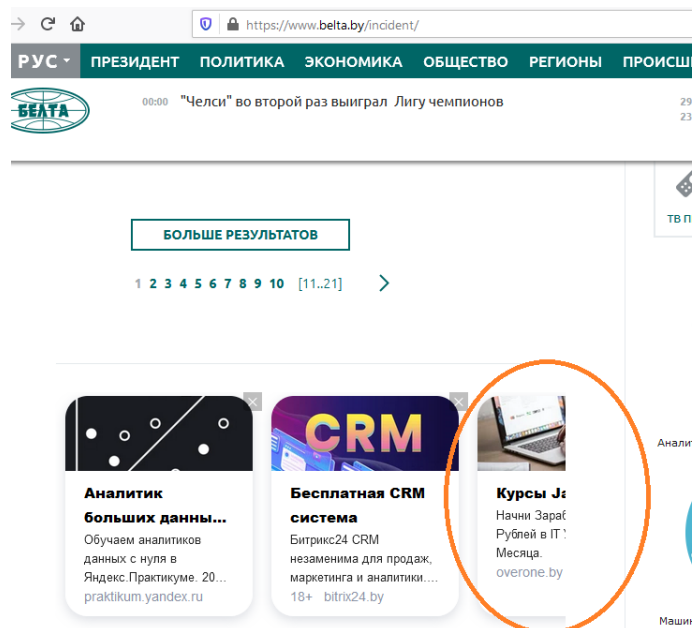 https://www.belta.by/incident/
РУС ПРЕЗИДЕНТ ПОЛИТИКА ЭКОНОМИКА ОБЩЕСТВО РЕГИОНЫ
БЕЛТА
00:00 "Челси" во второй раз выиграл Лигу чемпионов
29
23
ТВ П
БОЛЬШЕ РЕЗУЛЬТАТОВ
1 2 3 4 5 6 7 8 9 10 [11..21]
CRM
Аналитик
больших данны...
Обучаем аналитиков
данных с нуля в
Яндекс.Практикуме. 20...
praktikum.yandex.ru
Бесплатная CRM
система
Битрикс24 CRM
незаменима для продаж,
маркетинга и аналитики....
18+ bitrix24.by
Курсы
Начни Зараб
Рублей в IT
Месяца.
overone.by
Аналит
Машин